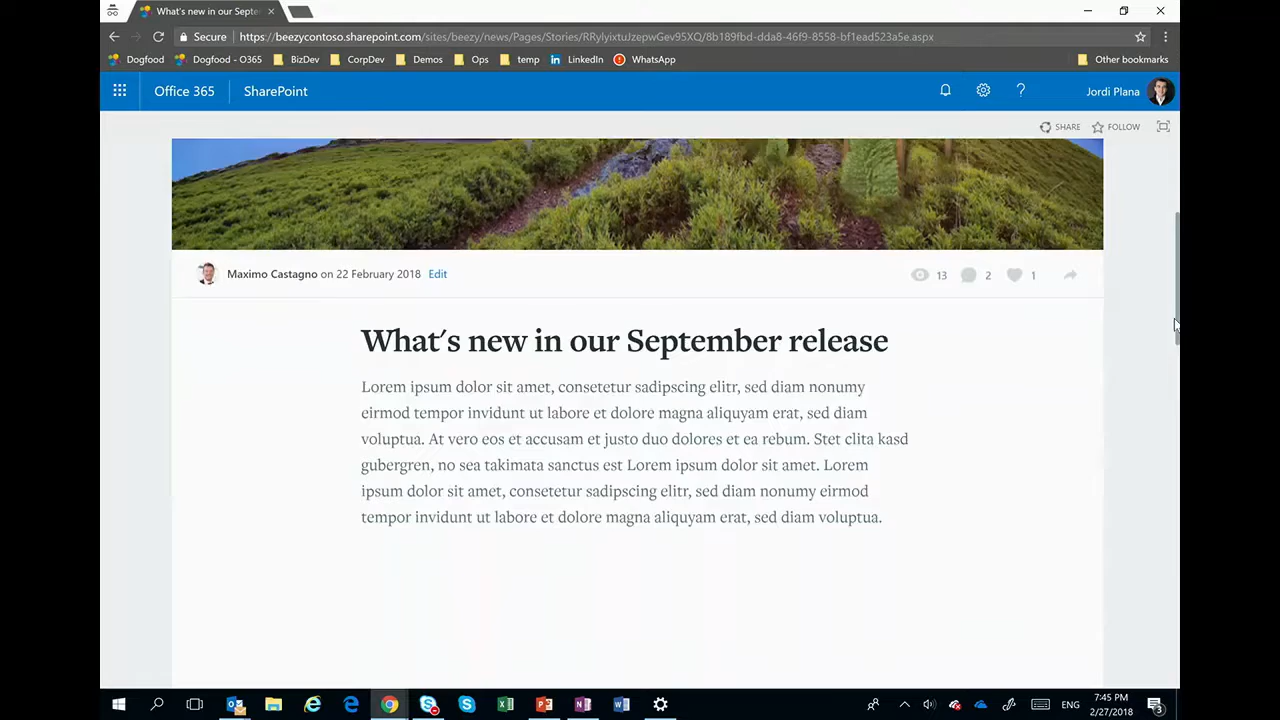 What's new in our Septe
Secure
https://beezycontoso.sharepoint.com/sites/beezy/news/Pages/Stories/RRylyixtuJzepwGev95XQ/8b189fbd-dda8-46f9-8558-bf1ead523a5e.aspx
Dogfood
Dogfood - O365
BizDev
CorpDev
Demos
Ops
temp
LinkedIn
WhatsApp
Other bookmarks
Office 365
SharePoint
Jordi Plana
SHARE
FOLLOW
Maximo Castagno on 22 February 2018 Edit
13
2
1
What's new in our September release
Lorem ipsum dolor sit amet, consetetur sadipscing elitr, sed diam nonumy
eirmod tempor invidunt ut labore et dolore magna aliquyam erat, sed diam
voluptua. At vero eos et accusam et justo duo dolores et ea rebum. Stet clita kasd
gubergren, no sea takimata sanctus est Lorem ipsum dolor sit amet. Lorem
ipsum dolor sit amet, consetetur sadipscing elitr, sed diam nonumy eirmod
tempor invidunt ut labore et dolore magna aliquyam erat, sed diam voluptua.
ENG
7:45 PM
2/27/2018
3